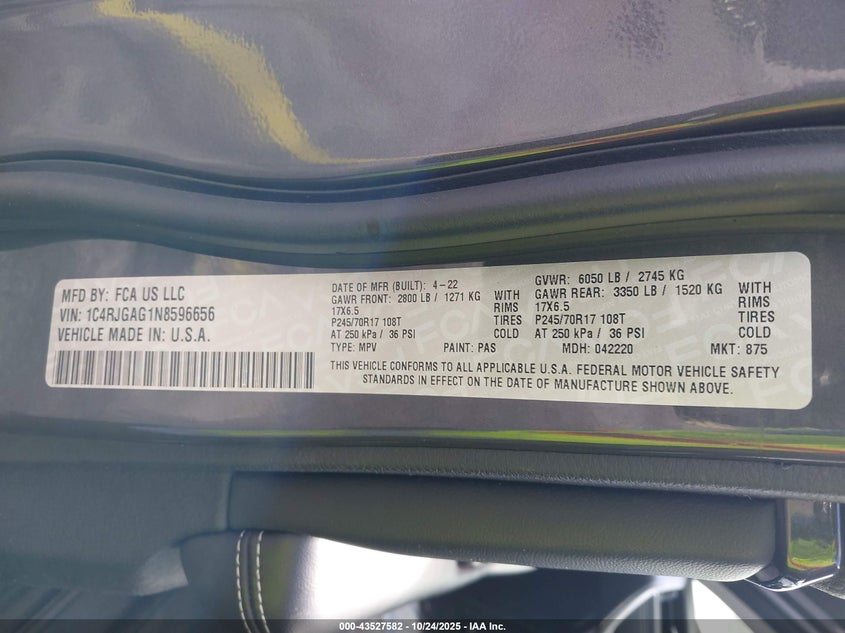 MFD BY: FCA US LLC
VIN: 1C4RJGAG1N8596656
VEHICLE MADE IN: U.S.A.
DATE OF MFR (BUILT): 4-22
GVWR: 6050 LB / 2745 KG
GAWR FRONT: 2800 LB / 1271 KG WITH
GAWR REAR: 3350 LB / 1520 KG WITH
17X6.5 RIMS
17X6.5 RIMS
P245/70R17 108T TIRES
P245/70R17 108T TIRES
AT 250 kPa / 36 PSI COLD
AT 250 kPa / 36 PSI COLD
TYPE: MPV PAINT: PAS MDH: 042220 MKT: 875
THIS VEHICLE CONFORMS TO ALL APPLICABLE U.S.A. FEDERAL MOTOR VEHICLE SAFETY
STANDARDS IN EFFECT ON THE DATE OF MANUFACTURE SHOWN ABOVE.
000-43527582 - 10/24/2025 - IAA Inc.